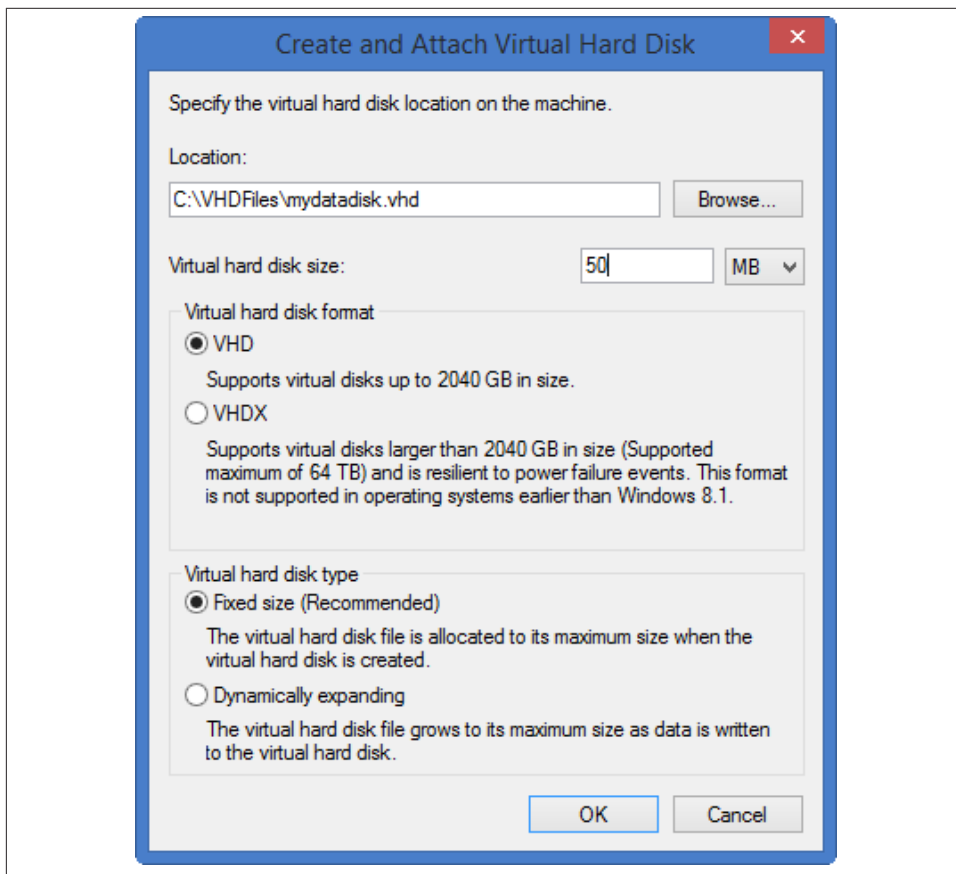 Create and Attach Virtual Hard Disk
Specify the virtual hard disk location on the machine.
Location:
C:\VHDFiles\mydatadisk.vhd
Browse...
Virtual hard disk size:
50
MB
Virtual hard disk format
VHD
Supports virtual disks up to 2040 GB in size.
VHDX
Supports virtual disks larger than 2040 GB in size (Supported
maximum of 64 TB) and is resilient to power failure events. This format
is not supported in operating systems earlier than Windows 8.1.
Virtual hard disk type
Fixed size (Recommended)
The virtual hard disk file is allocated to its maximum size when the
virtual hard disk is created.
Dynamically expanding
The virtual hard disk file grows to its maximum size as data is written
to the virtual hard disk.
OK
Cancel